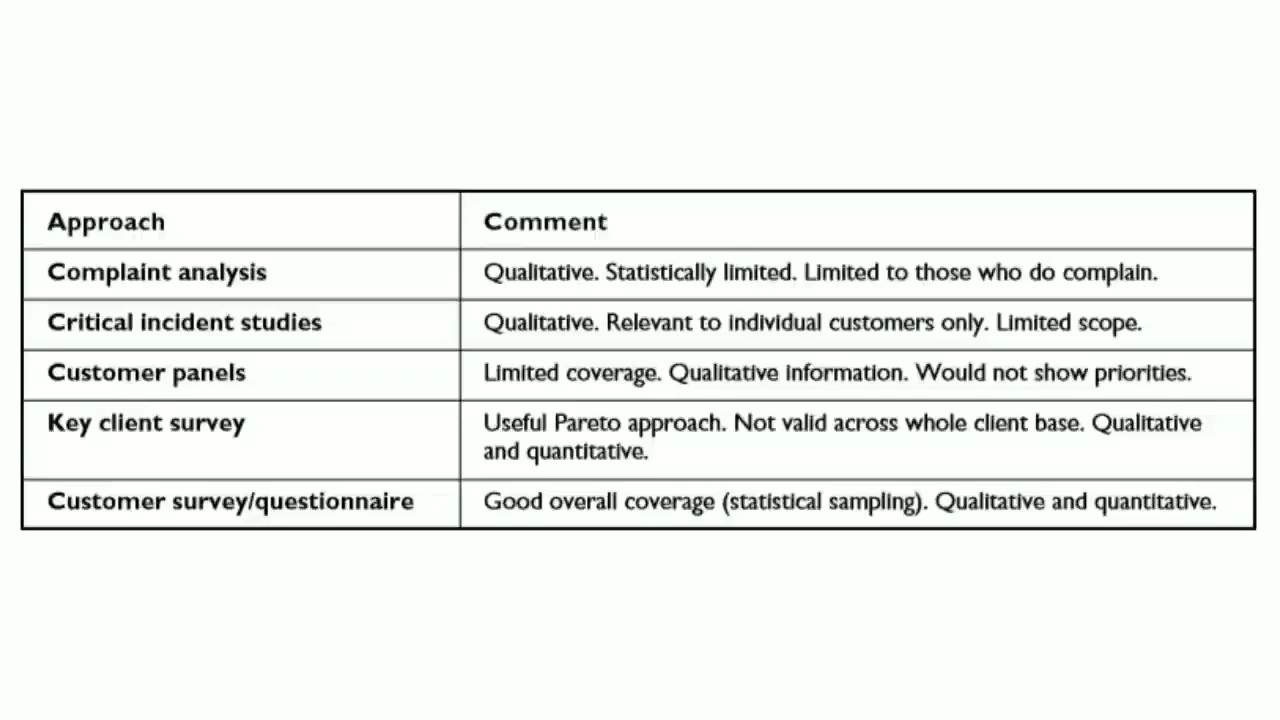 Approach Comment
Complaint analysis Qualitative. Statistically limited. Limited to those who do complain.
Critical incident studies Qualitative. Relevant to individual customers only. Limited scope.
Customer panels Limited coverage. Qualitative information. Would not show priorities.
Key client survey Useful Pareto approach. Not valid across whole client base. Qualitative
and quantitative.
Customer survey/questionnaire Good overall coverage (statistical sampling). Qualitative and quantitative.